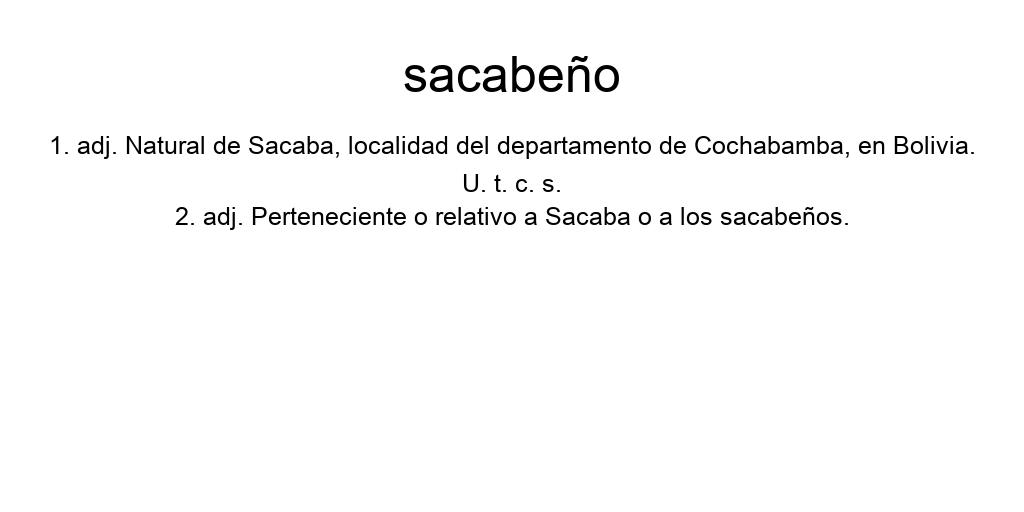 sacabeño
1. adj. Natural de Sacaba, localidad del departamento de Cochabamba, en Bolivia.
U. t. c. s.
2. adj. Perteneciente o relativo a Sacaba o a los sacabeños.